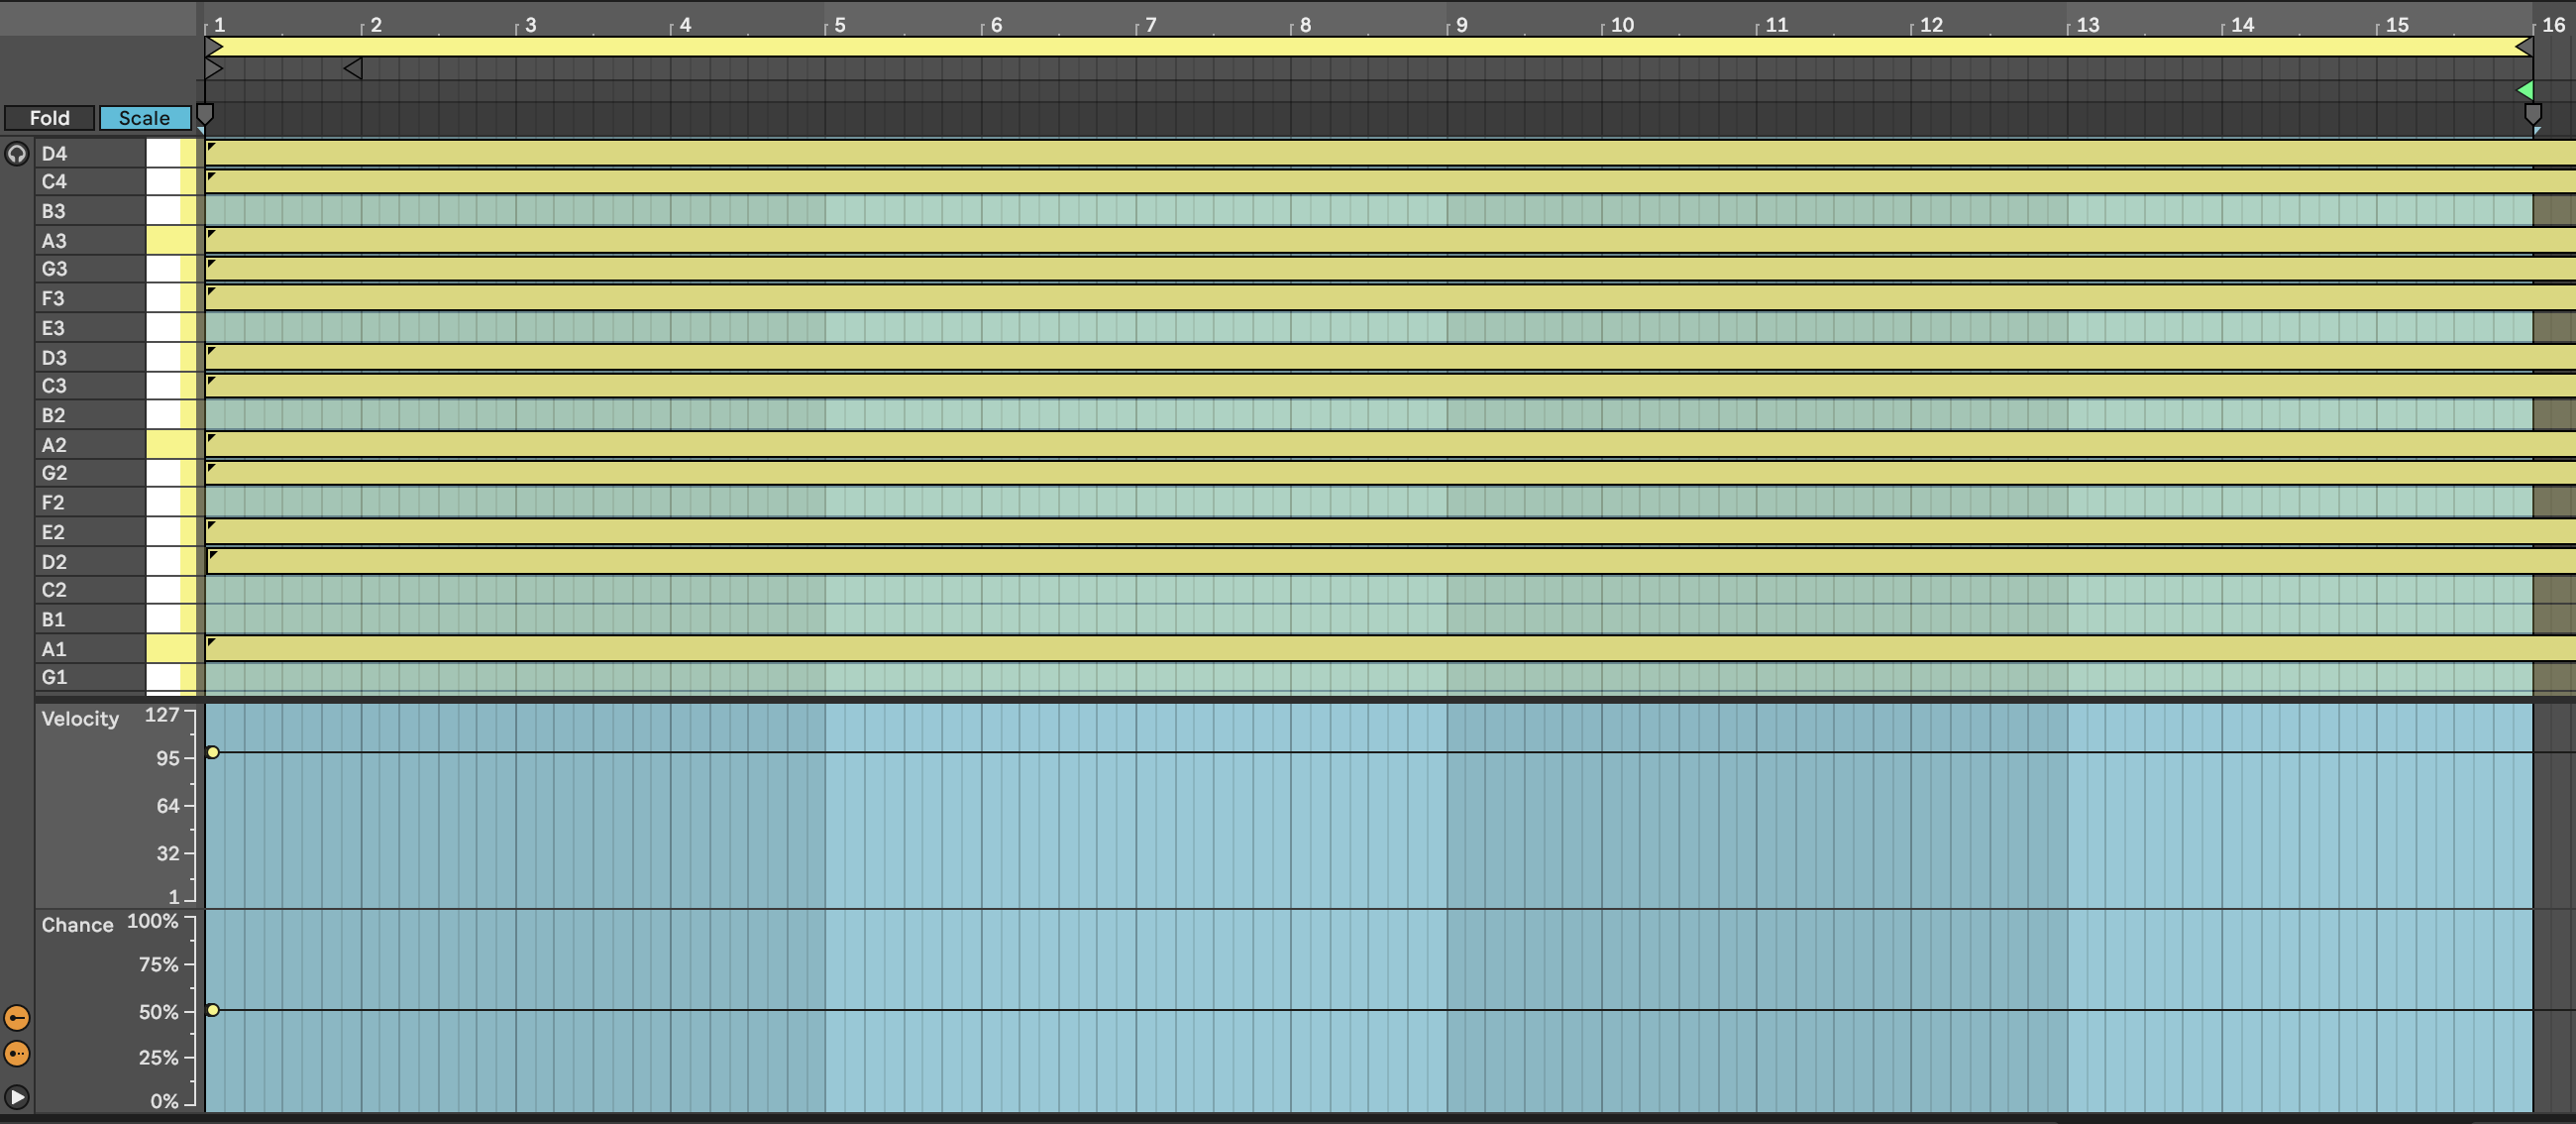 1 2 3 4 5 6 7 8 9 10 11 12 13 14 15 16
Fold Scale
D4
C4
B3
A3
G3
F3
E3
D3
C3
B2
A2
G2
F2
E2
D2
C2
B1
A1
G1
Velocity 127
95
64
32
1
Chance 100%
75%
50%
25%
0%